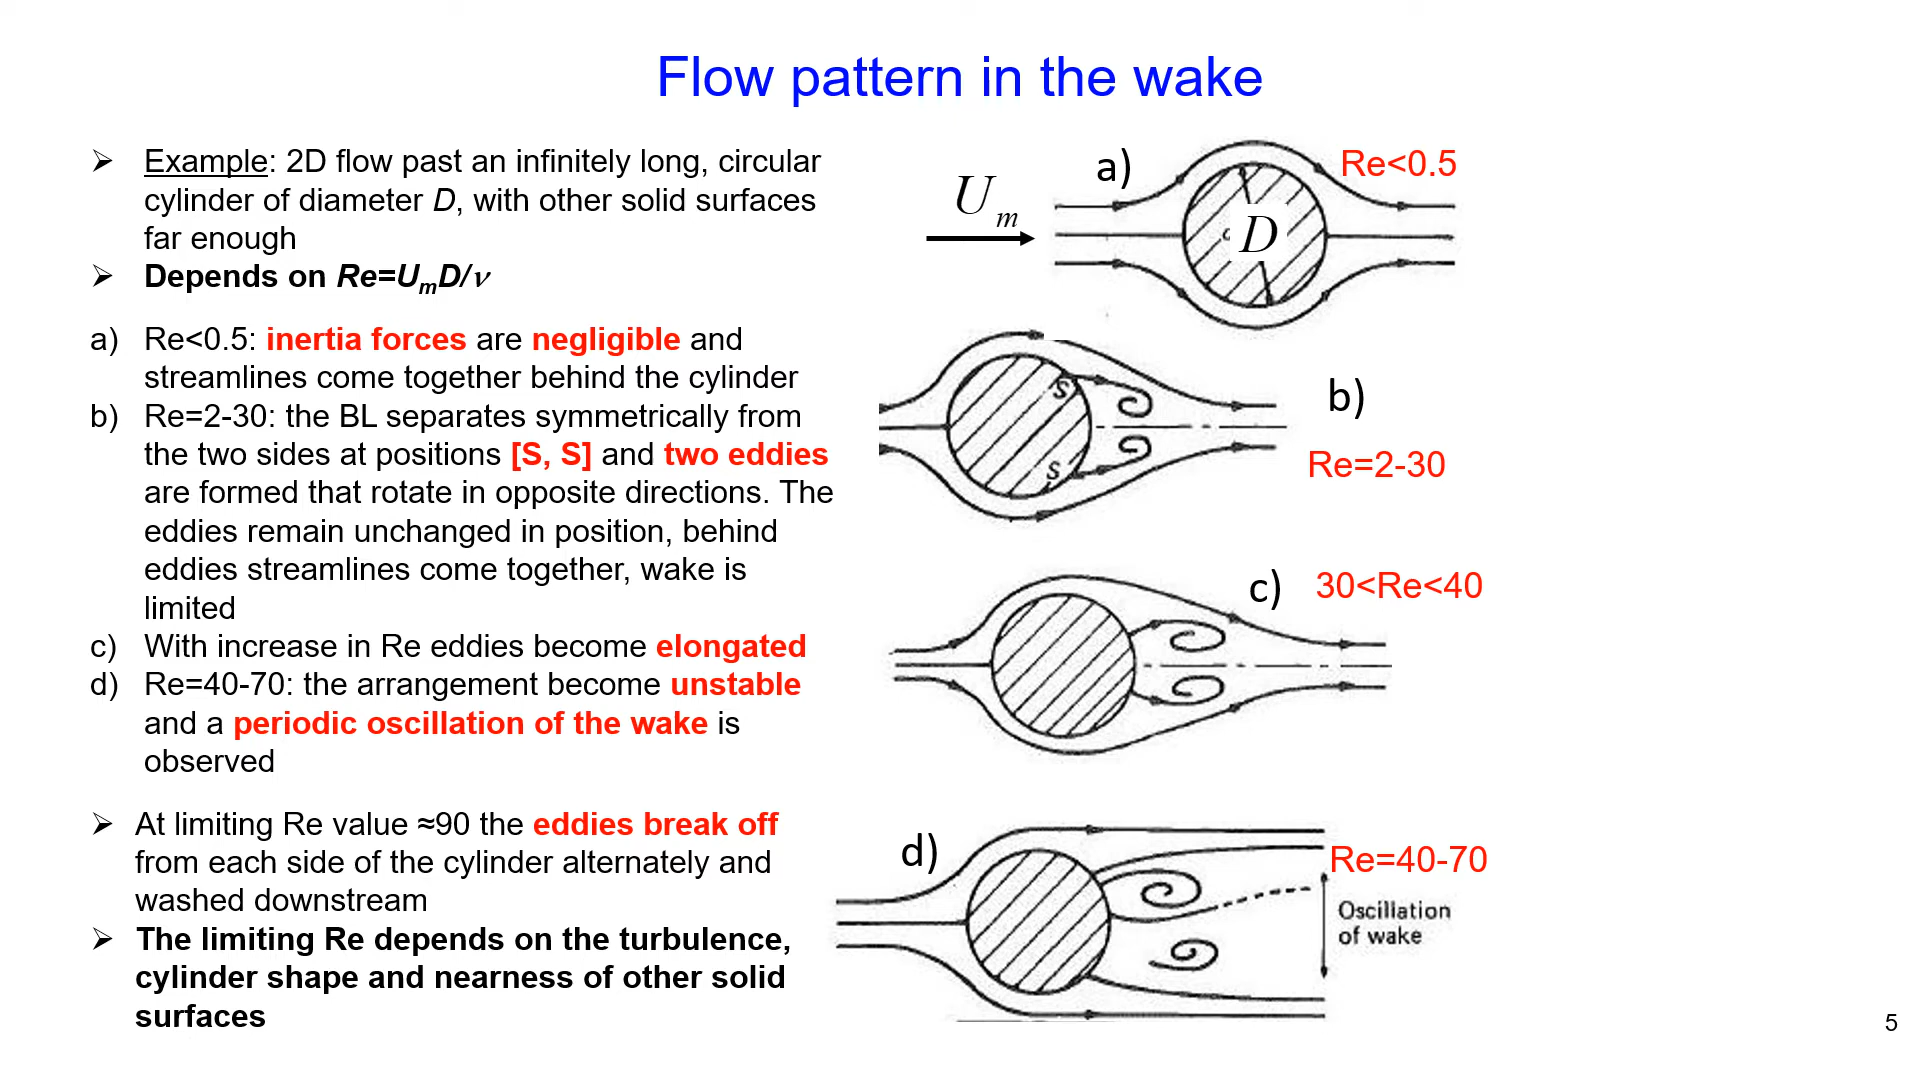 Flow pattern in the wake
➢ Example: 2D flow past an infinitely long, circular
cylinder of diameter D, with other solid surfaces
far enough
➢ Depends on Re=UmD/ν
a) Re<0.5: inertia forces are negligible and
streamlines come together behind the cylinder
b) Re=2-30: the BL separates symmetrically from
the two sides at positions [S, S] and two eddies
are formed that rotate in opposite directions. The
eddies remain unchanged in position, behind
eddies streamlines come together, wake is
limited
c) With increase in Re eddies become elongated
d) Re=40-70: the arrangement become unstable
and a periodic oscillation of the wake is
observed
➢ At limiting Re value ≈90 the eddies break off
from each side of the cylinder alternately and
washed downstream
➢ The limiting Re depends on the turbulence,
cylinder shape and nearness of other solid
surfaces
Um
a)
Re<0.5
D
S
S
b)
Re=2-30
c)
30<Re<40
d)
Re=40-70
Oscillation
of wake
5